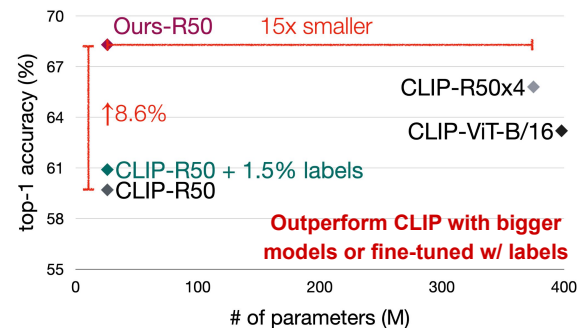 70
Ours-R50
15x smaller
67
CLIP-R50x4
top-1 accuracy (%)
↑8.6%
64
CLIP-ViT-B/16
61
CLIP-R50 + 1.5% labels
CLIP-R50
58
Outperform CLIP with bigger
models or fine-tuned w/ labels
55
0
100
200
300
400
# of parameters (M)